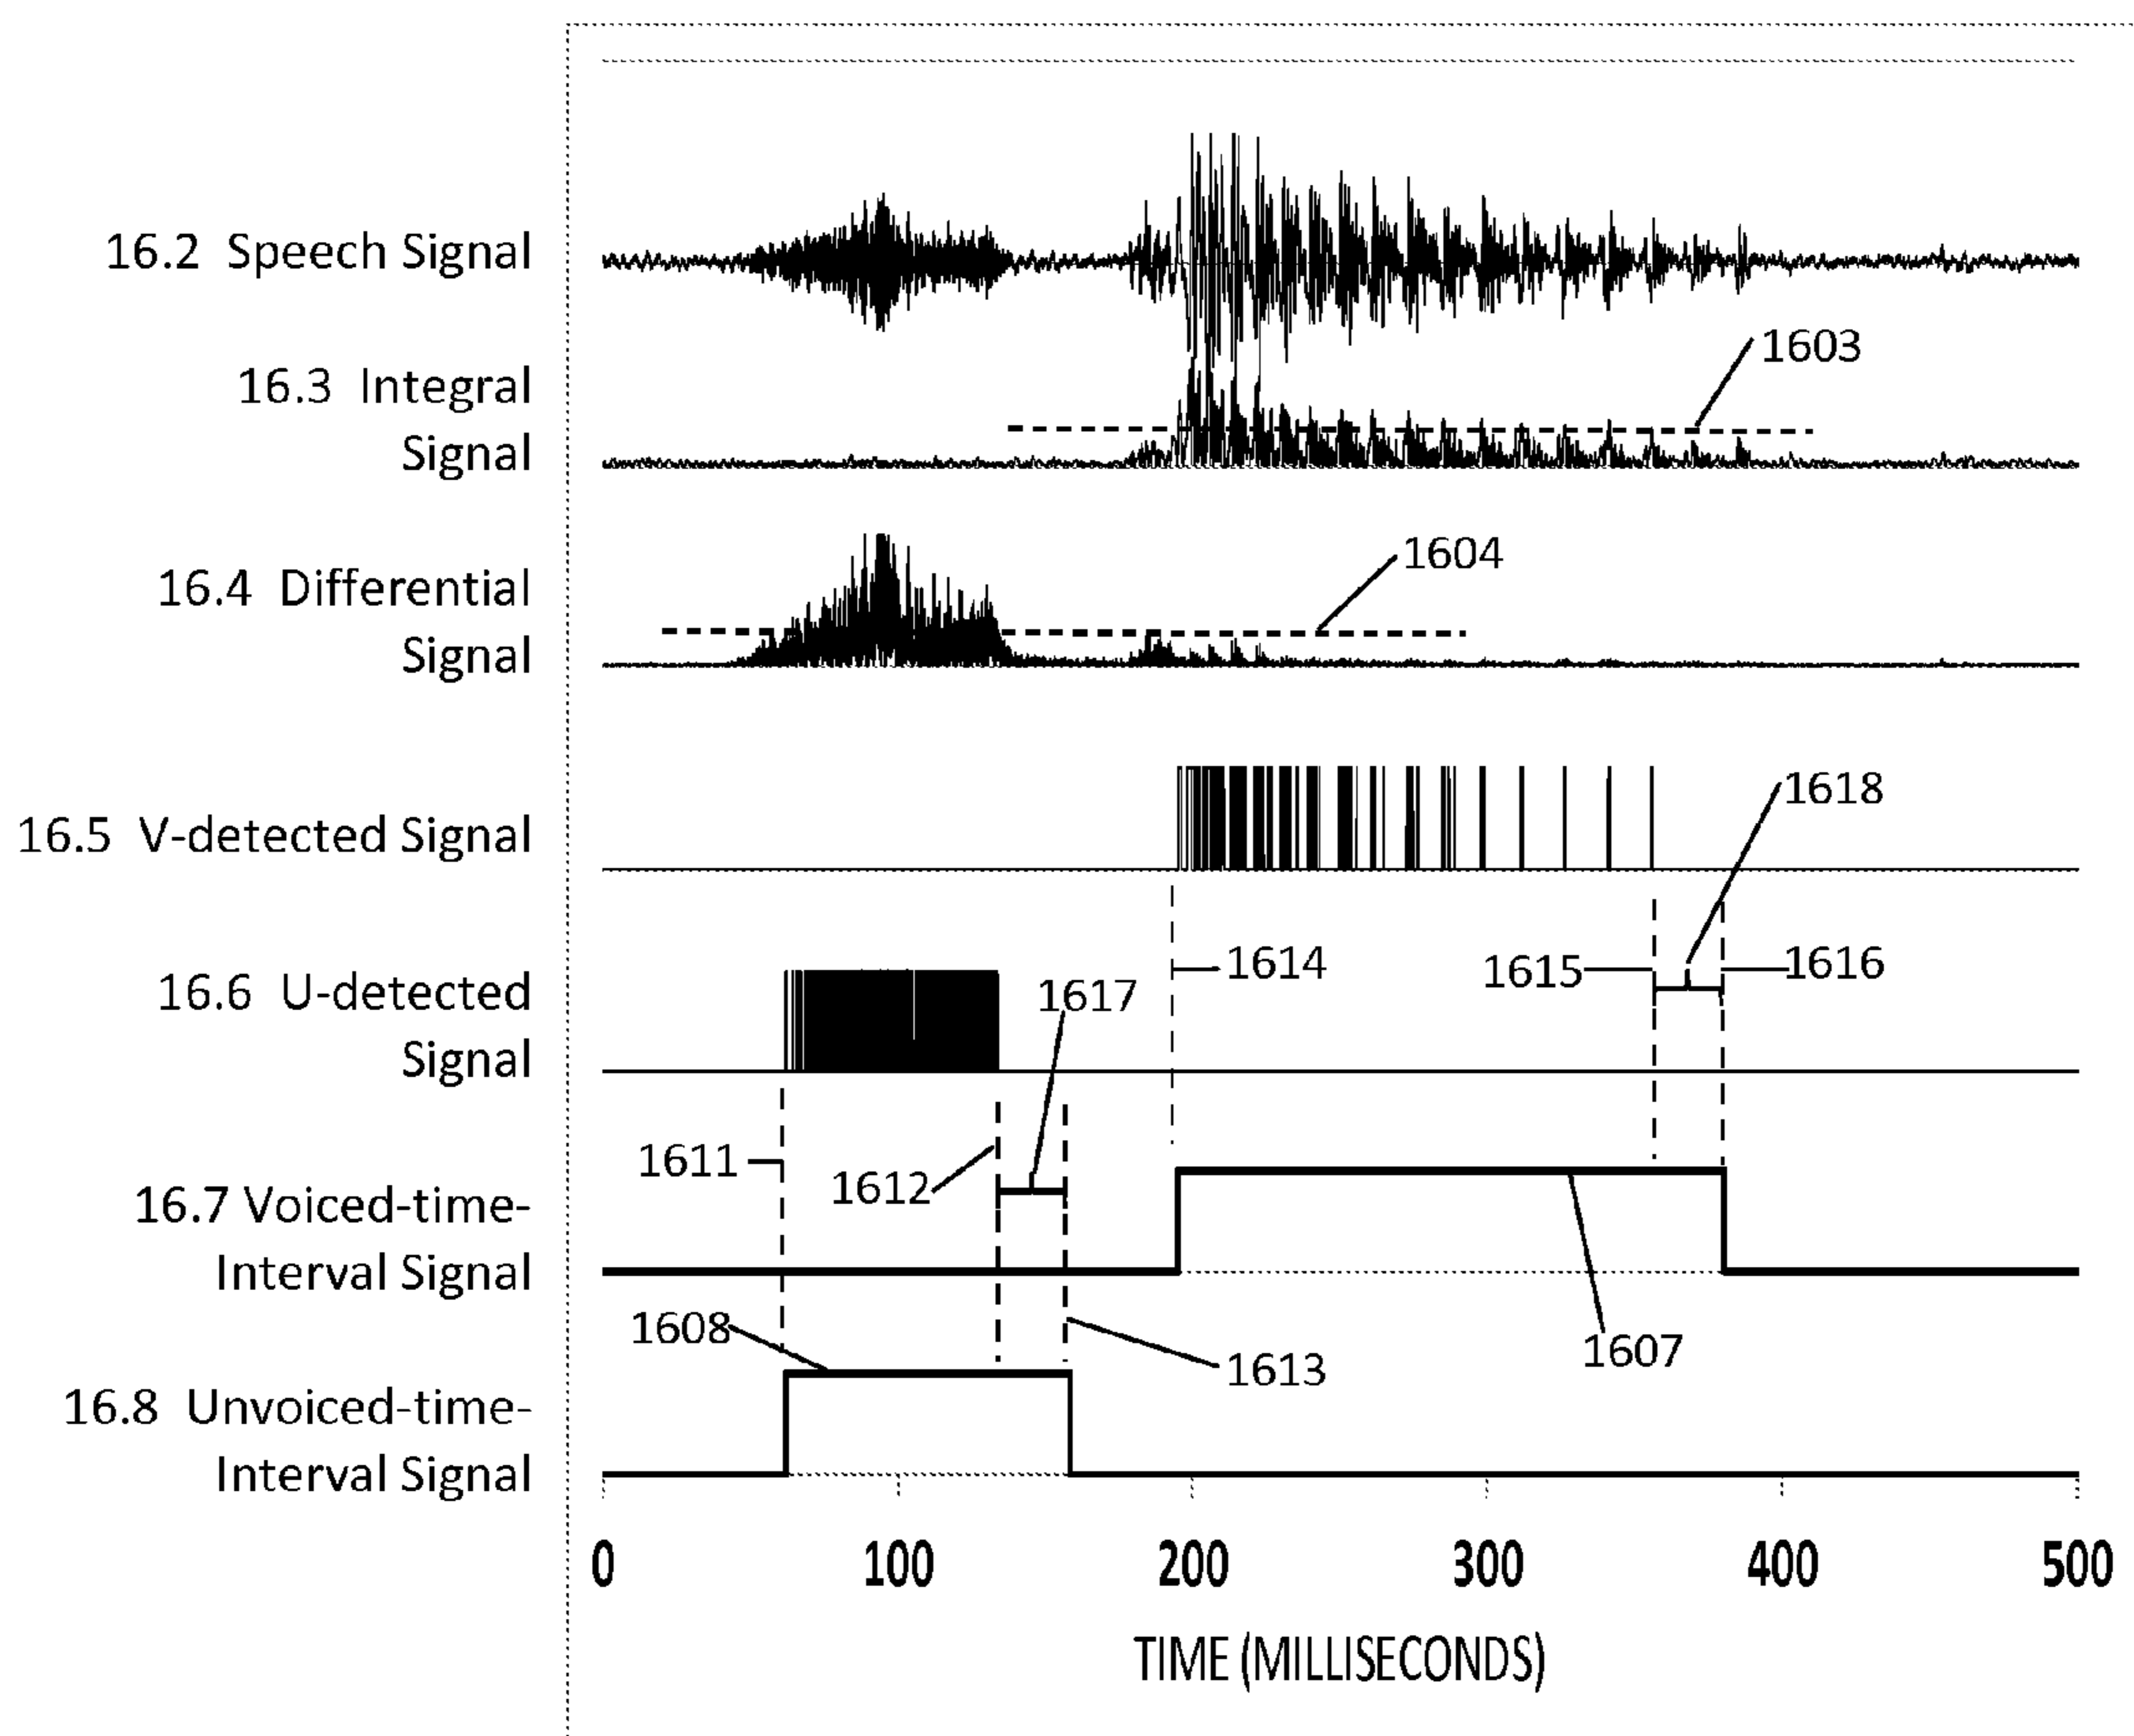 16.2 Speech Signal
1603
16.3 Integral
Signal
1604
16.4 Differential
Signal
1618
16.5 V-detected Signal
1614
1615
1616
16.6 U-detected
Signal
1617
1611
1612
16.7 Voiced-time-
Interval Signal
1608
1613
1607
16.8 Unvoiced-time-
Interval Signal
0 100 200 300 400 500
TIME (MILLISECONDS)